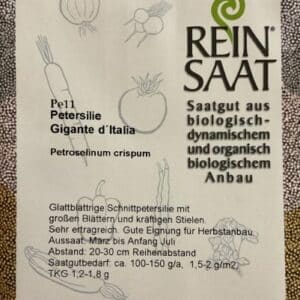 REIN®
SAAT
Saatgut aus
biologisch-
dynamischem
und organisch
biologischem
Anbau
Pe11
Petersilie
Gigante d´Italia
Petroselinum crispum
Glattblättrige Schnittpetersilie mit
großen Blättern und kräftigen Stielen.
Sehr ertragreich. Gute Eignung für Herbstanbau.
Aussaat: Marz bis Anfang Juli
Abstand: 20-30 cm Reihenabstand
Saatgutbedarf: ca. 100-150 g/a, 1,5-2 g/m2,
TKG 1,2-1,8 g